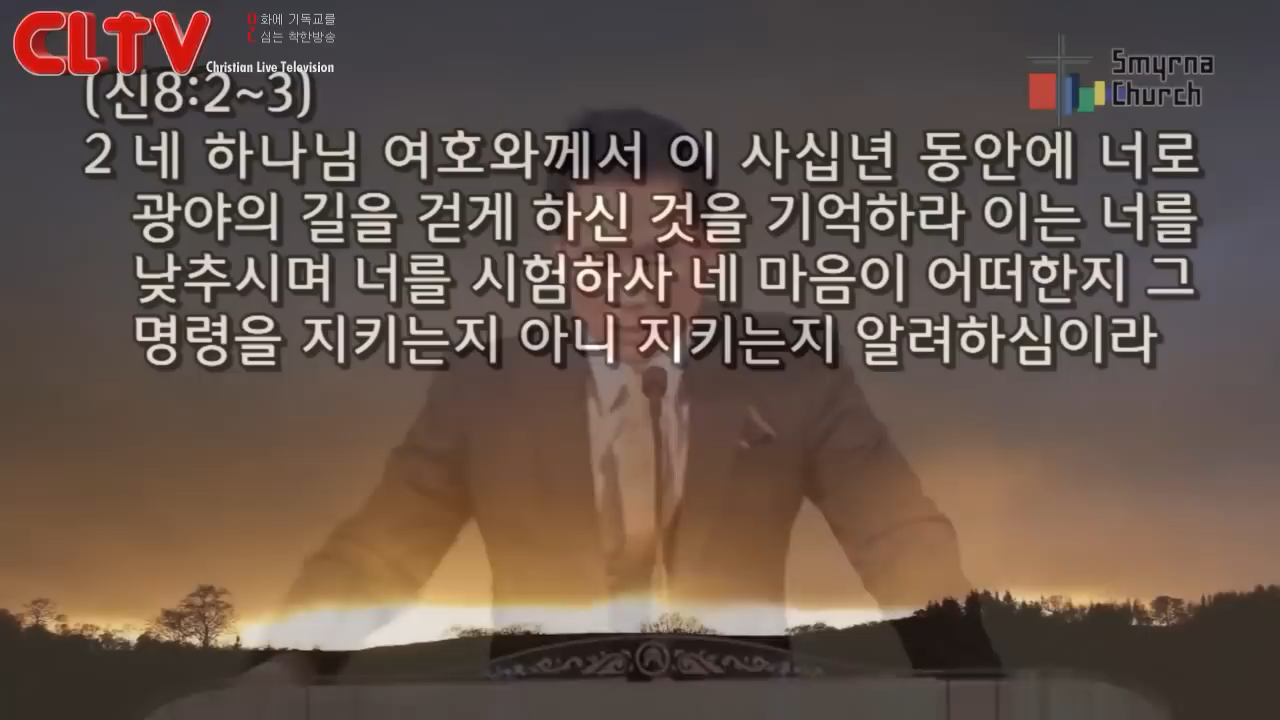 CLTV
문화에 기독교를
심는 착한방송
Christian Live Television
Smyrna
Church
(신8:2~3)
2 네 하나님 여호와께서 이 사십년 동안에 너로
광야의 길을 걷게 하신 것을 기억하라 이는 너를
낮추시며 너를 시험하사 네 마음이 어떠한지 그
명령을 지키는지 아니 지키는지 알려하심이라